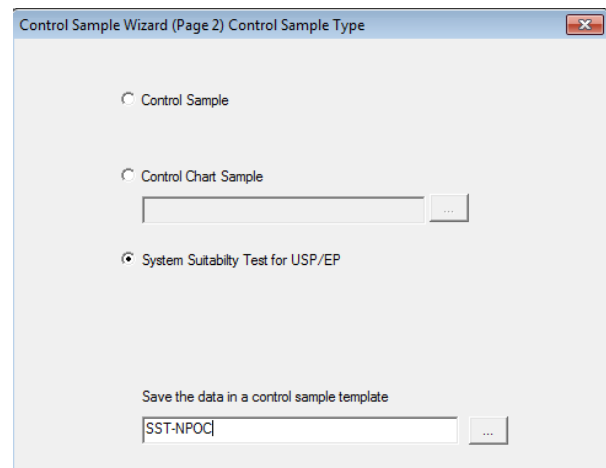 Control Sample Wizard (Page 2) Control Sample Type
Control Sample
Control Chart Sample
...
System Suitabilty Test for USP/EP
Save the data in a control sample template
SST-NPOC
...